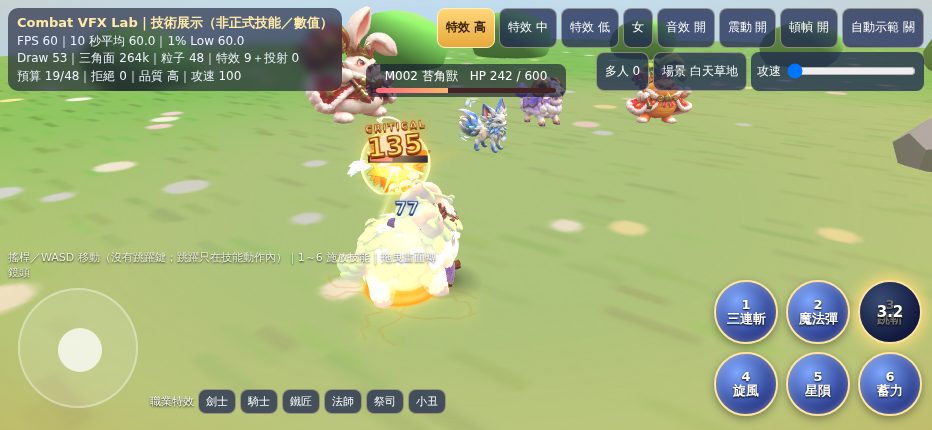 Combat VFX Lab｜技術展示（非正式技能／數值）
FPS 60｜10 秒平均 60.0｜1% Low 60.0
Draw 53｜三角面 264k｜粒子 48｜特效 9＋投射 0
預算 19/48｜拒絕 0｜品質 高｜攻速 100
特效 高
特效 中
特效 低
女
音效 開
震動 開
頓幀 開
自動示範 關
M002 苔角獸 HP 242 / 600
多人 0
場景 白天草地
攻速
CRITICAL
135
77
搖桿／WASD 移動（沒有跳躍鍵；跳躍只在技能動作內）｜1～6 施放技能｜拖曳畫面轉
鏡頭
1
三連斬
2
魔法彈
3
3.2
跳斬
4
旋風
5
星隕
6
蓄力
職業特效
劍士
騎士
鐵匠
法師
祭司
小丑